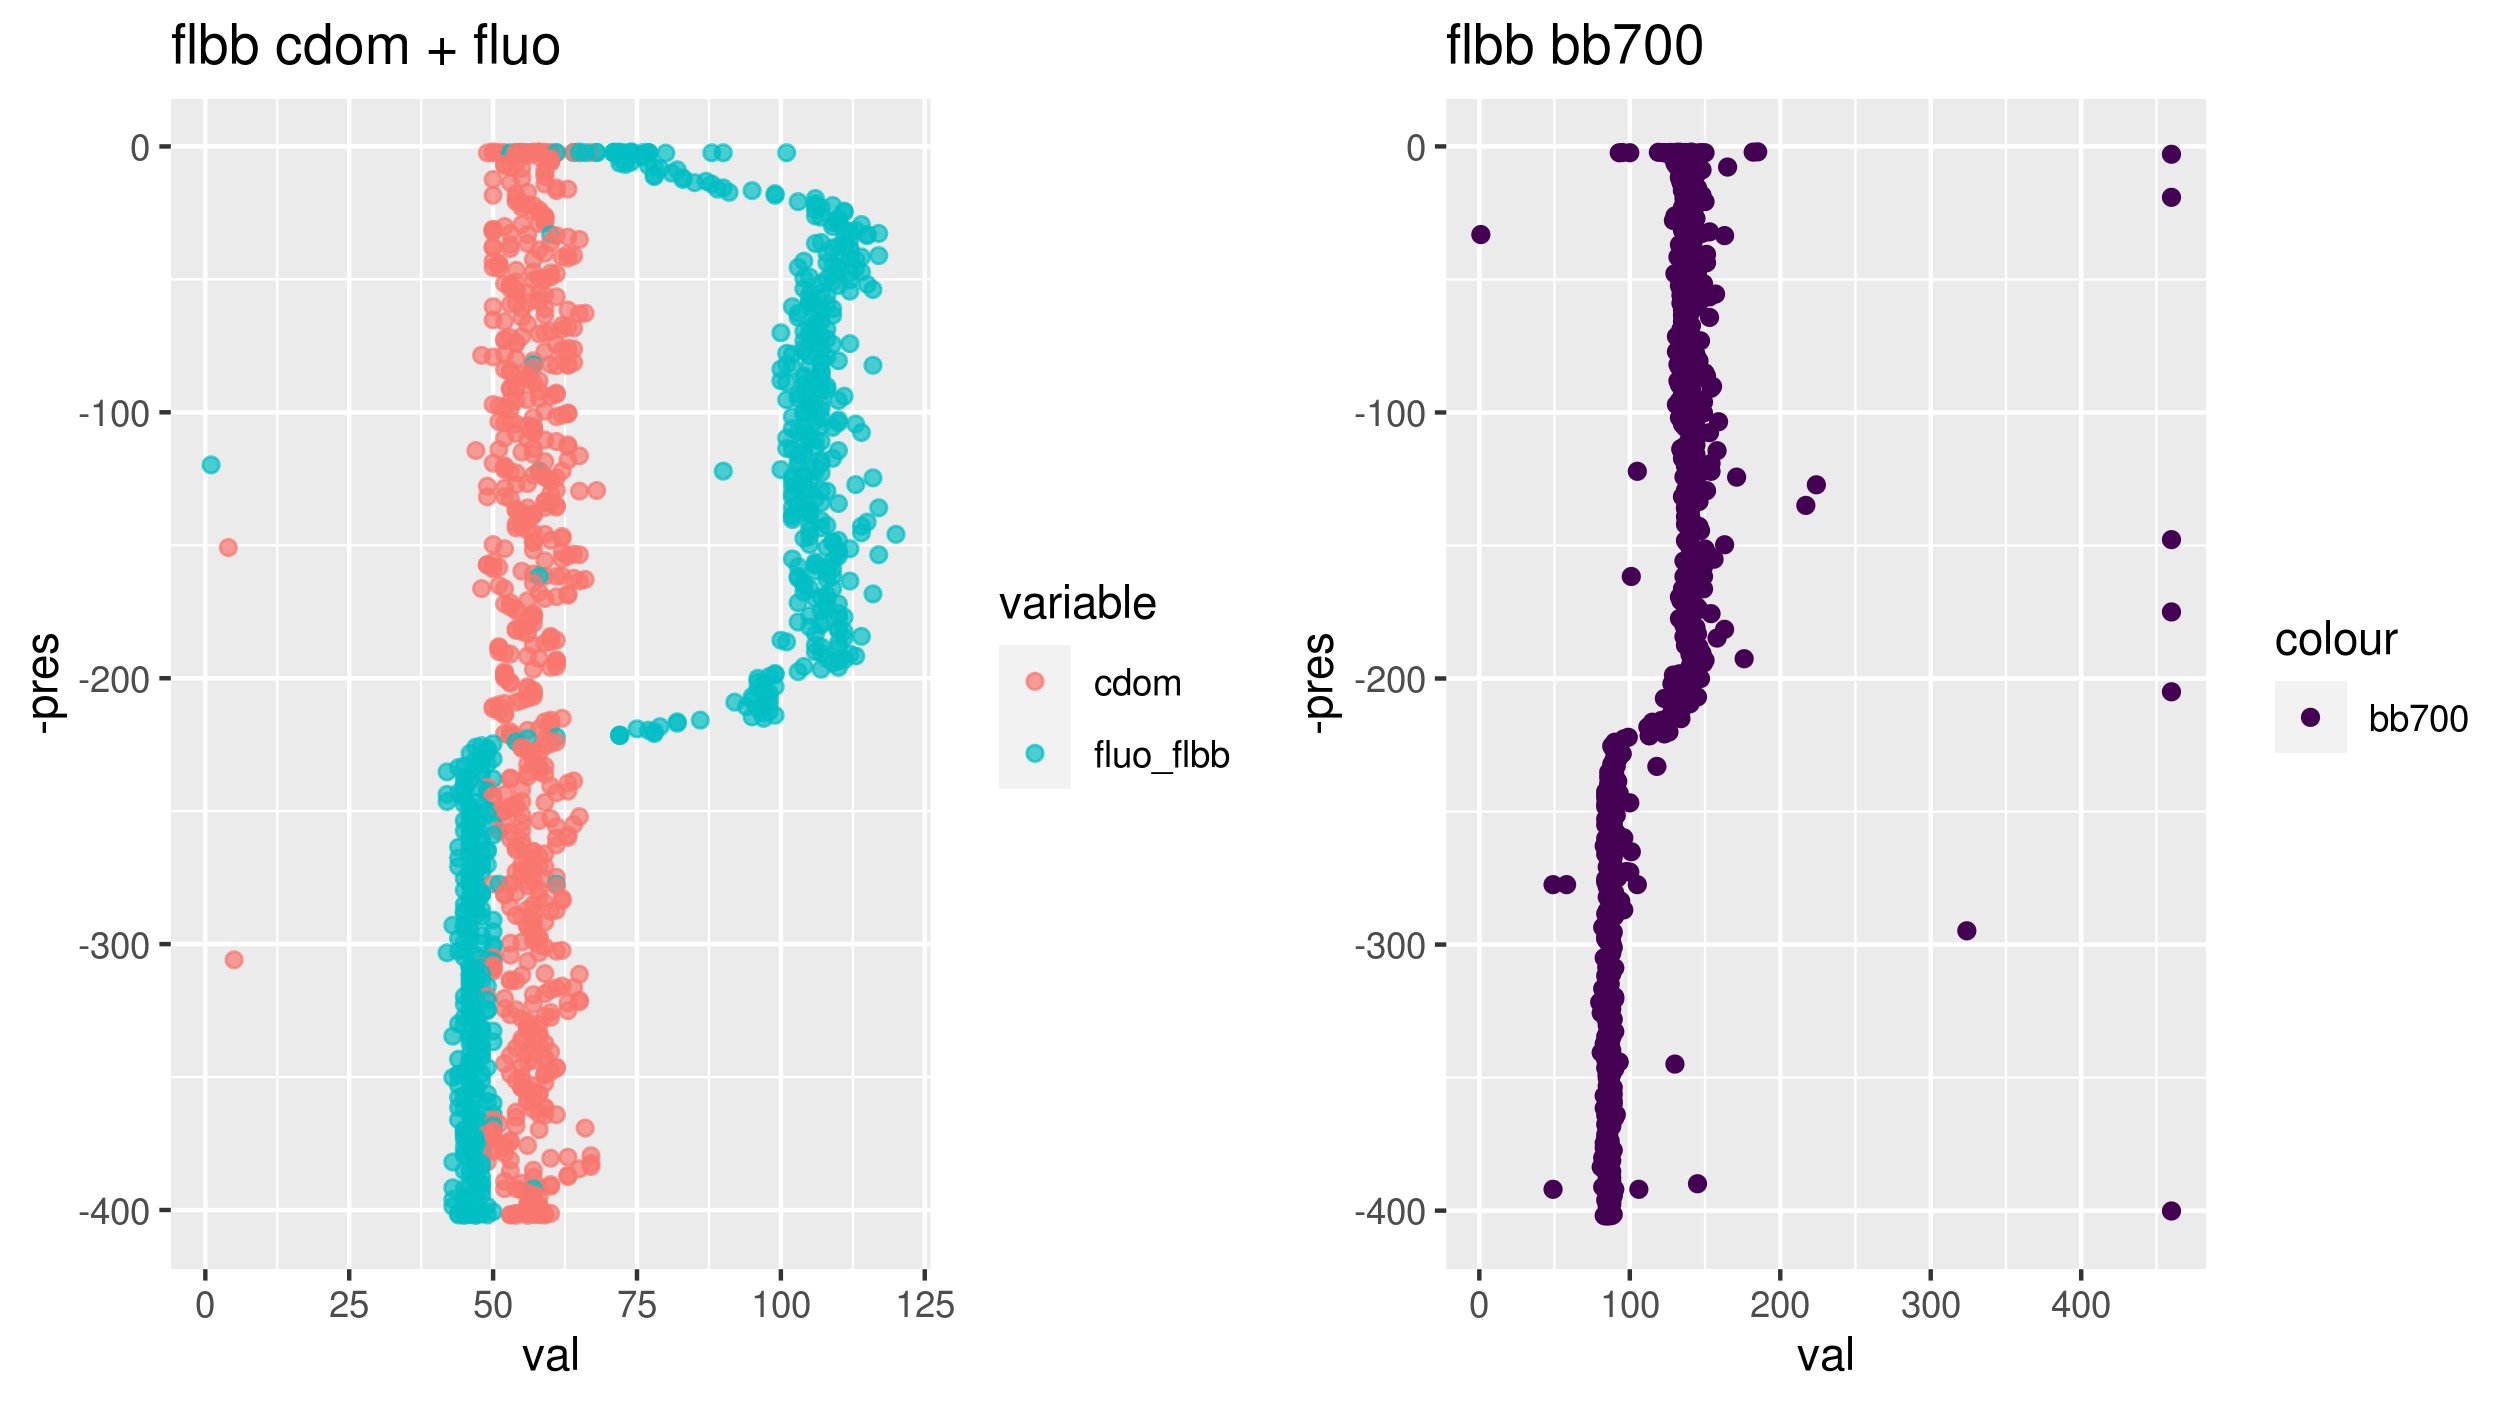 flbb cdom + fluo
-pres
0
-100
-200
-300
-400
0 25 50 75 100 125
val
variable
cdom
fluo_flbb
flbb bb700
-pres
0
-100
-200
-300
-400
0 100 200 300 400
val
colour
bb700